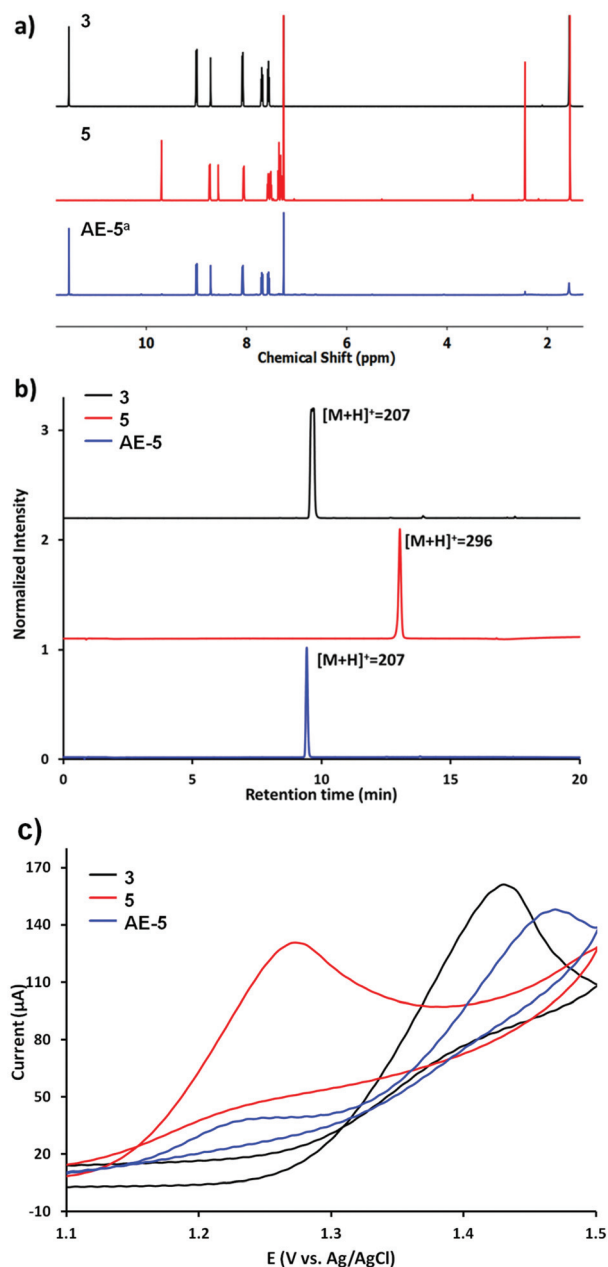 a)
3
5
AE-5ª
10 8 6 4 2
Chemical Shift (ppm)
b)
3
5
AE-5
[M+H]⁺=207
[M+H]⁺=296
[M+H]⁺=207
Normalized Intensity
3
2
1
0
0 5 10 15 20
Retention time (min)
c)
3
5
AE-5
Current (µA)
170
140
110
80
50
20
-10
1.1 1.2 1.3 1.4 1.5
E (V vs. Ag/AgCl)